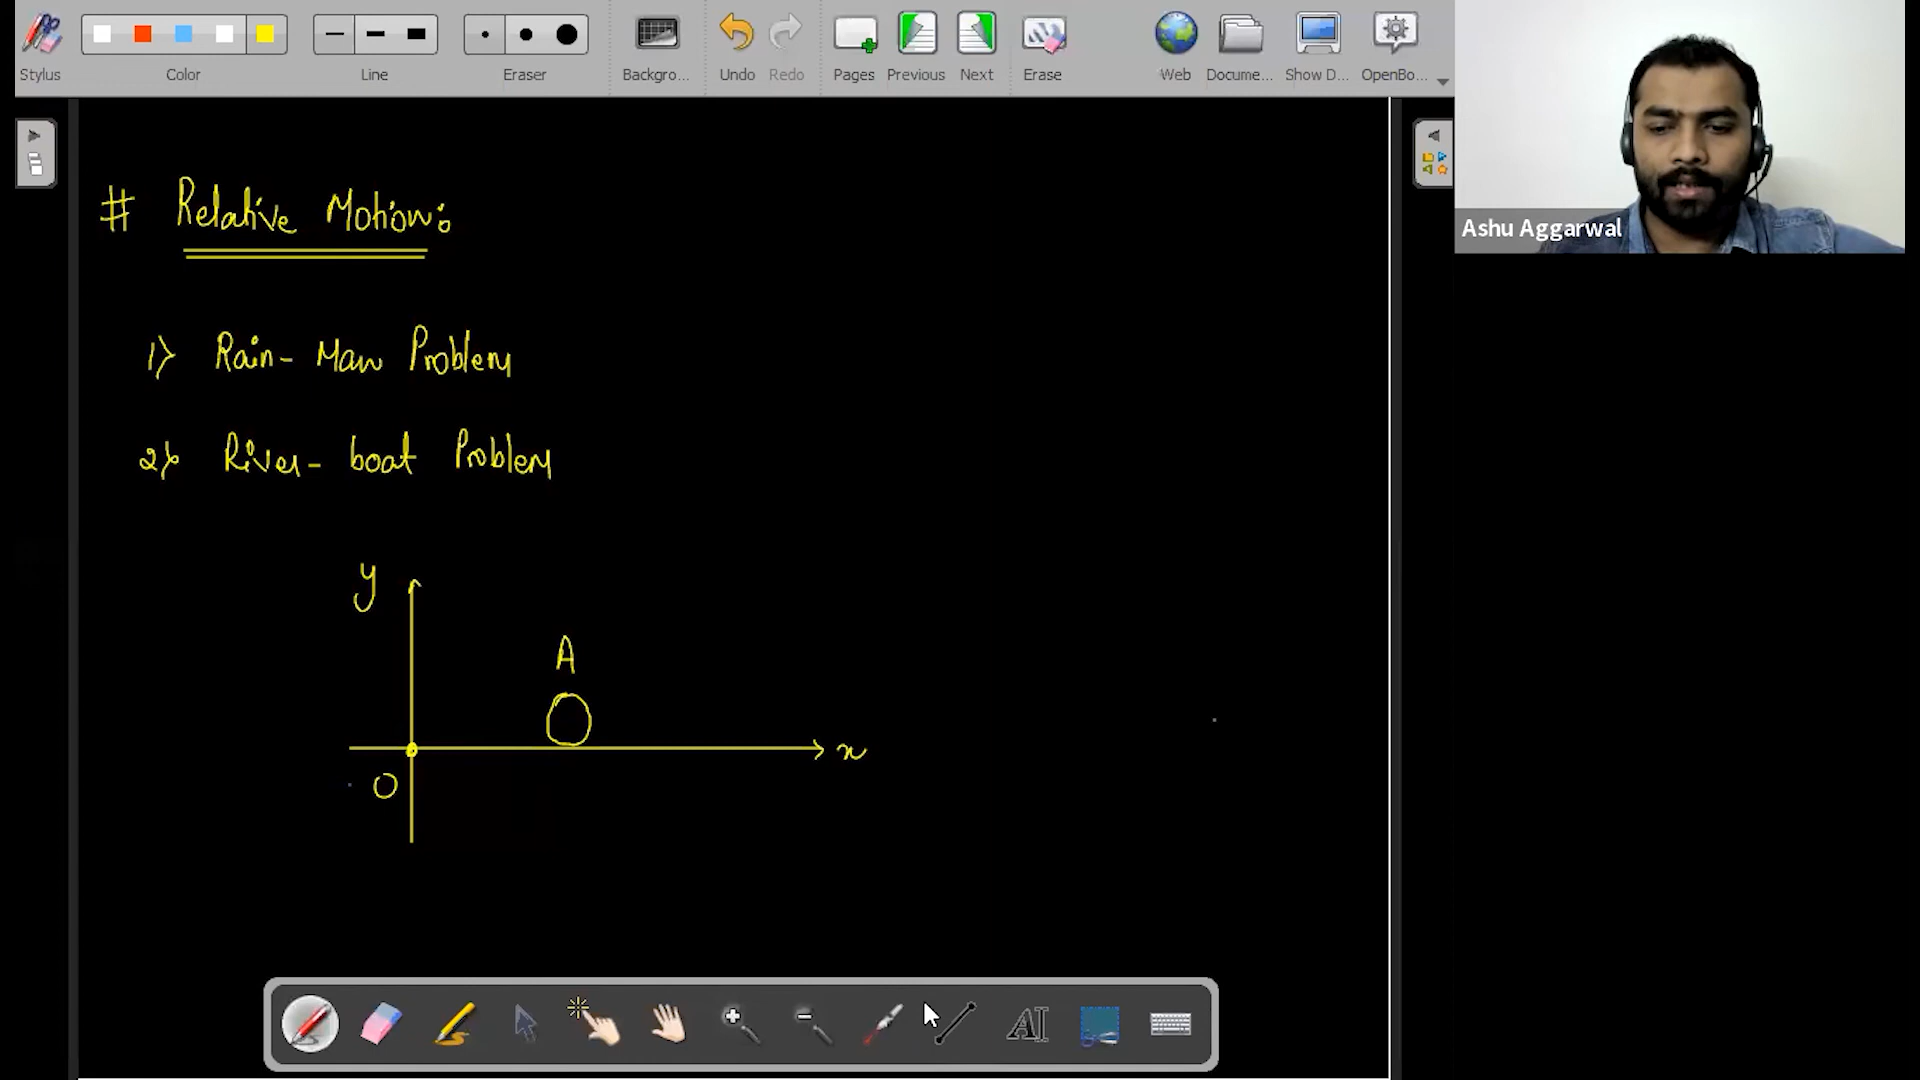 Stylus Color Line Eraser Backgro... Undo Redo Pages Previous Next Erase Web Docume... Show D... OpenBo...
Ashu Aggarwal
# Relative Motion:
1) Rain- Man Problem
2) River- boat Problem
y
A
x
O
AI